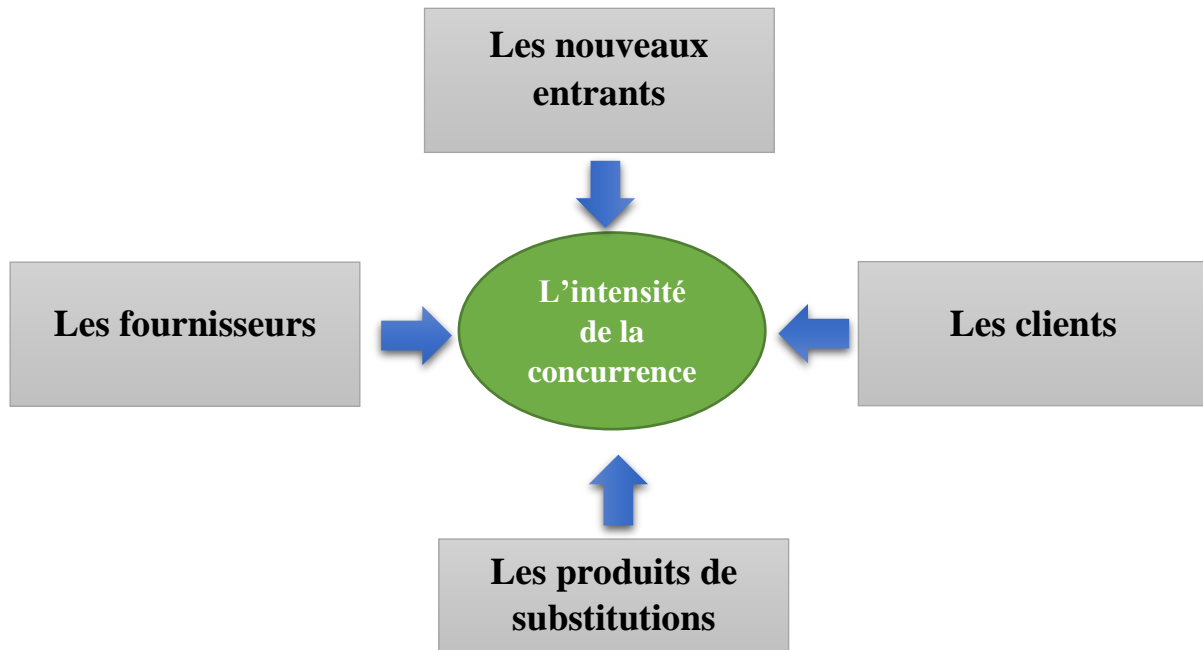 Les nouveaux
entrants
Les fournisseurs
L’intensité
de la
concurrence
Les clients
Les produits de
substitutions